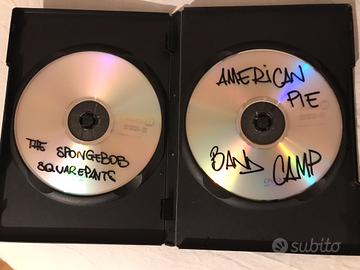 THE SPONGEBOB
SQUAREPANTS
AMERICAN
PIE
BAND CAMP
subito